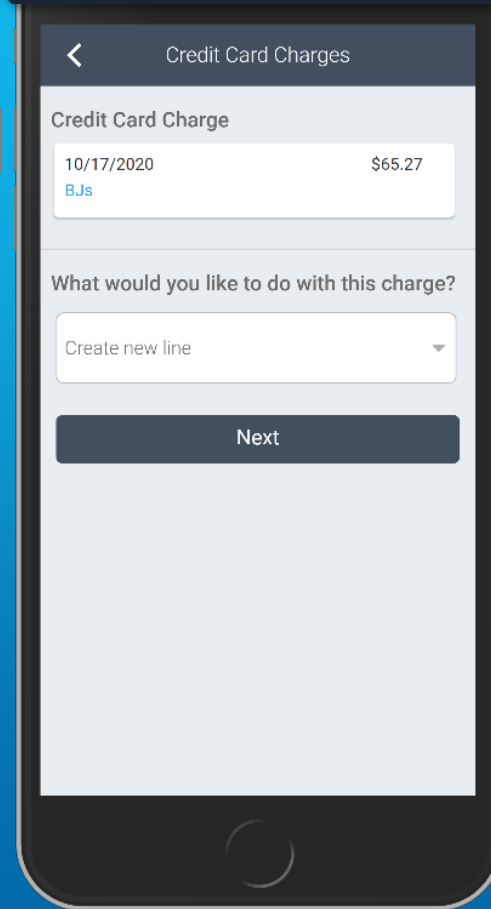 Credit Card Charges
Credit Card Charge
10/17/2020 $65.27
BJs
What would you like to do with this charge?
Create new line
Next